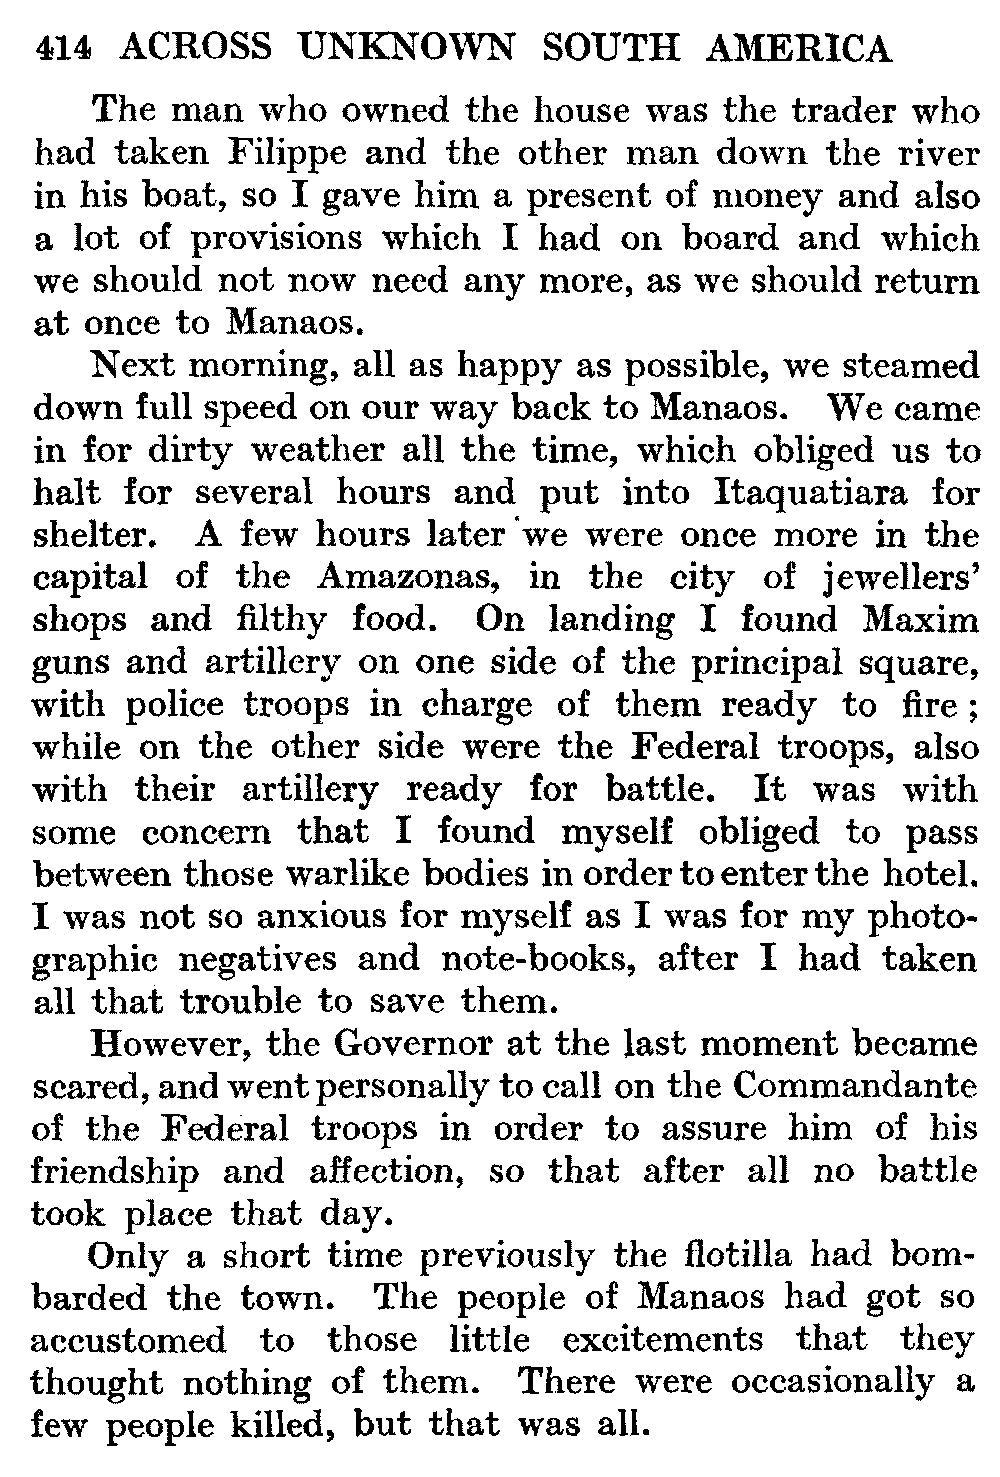 414 ACROSS UNKNOWN SOUTH AMERICA
The man who owned the house was the trader who
had taken Filippe and the other man down the river
in his boat, so I gave him a present of money and also
a lot of provisions which I had on board and which
we should not now need any more, as we should return
at once to Manaos.
Next morning, all as happy as possible, we steamed
down full speed on our way back to Manaos. We came
in for dirty weather all the time, which obliged us to
halt for several hours and put into Itaquatiara for
shelter. A few hours later we were once more in the
capital of the Amazonas, in the city of jewellers'
shops and filthy food. On landing I found Maxim
guns and artillery on one side of the principal square,
with police troops in charge of them ready to fire ;
while on the other side were the Federal troops, also
with their artillery ready for battle. It was with
some concern that I found myself obliged to pass
between those warlike bodies in order to enter the hotel.
I was not so anxious for myself as I was for my photo-
graphic negatives and note-books, after I had taken
all that trouble to save them.
However, the Governor at the last moment became
scared, and went personally to call on the Commandante
of the Federal troops in order to assure him of his
friendship and affection, so that after all no battle
took place that day.
Only a short time previously the flotilla had bom-
barded the town. The people of Manaos had got so
accustomed to those little excitements that they
thought nothing of them. There were occasionally a
few people killed, but that was all.